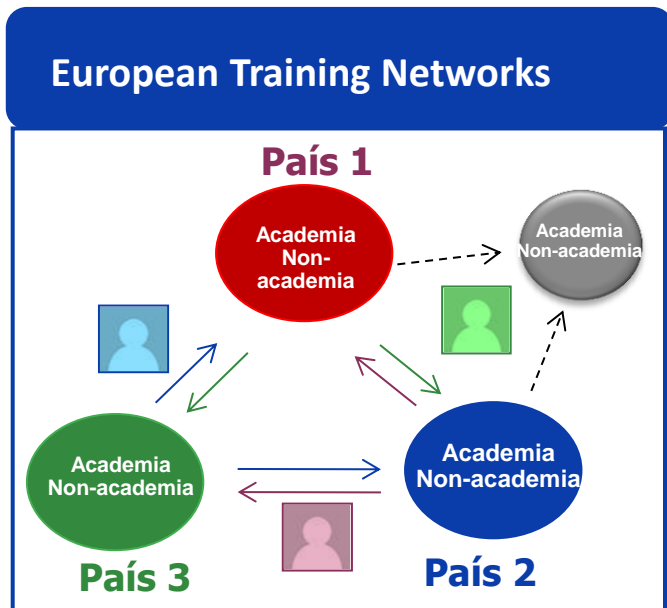 European Training Networks
País 1
Academia
Non-
academia
Academia
Non-academia
Academia
Non-academia
Academia
Non-academia
País 3
País 2